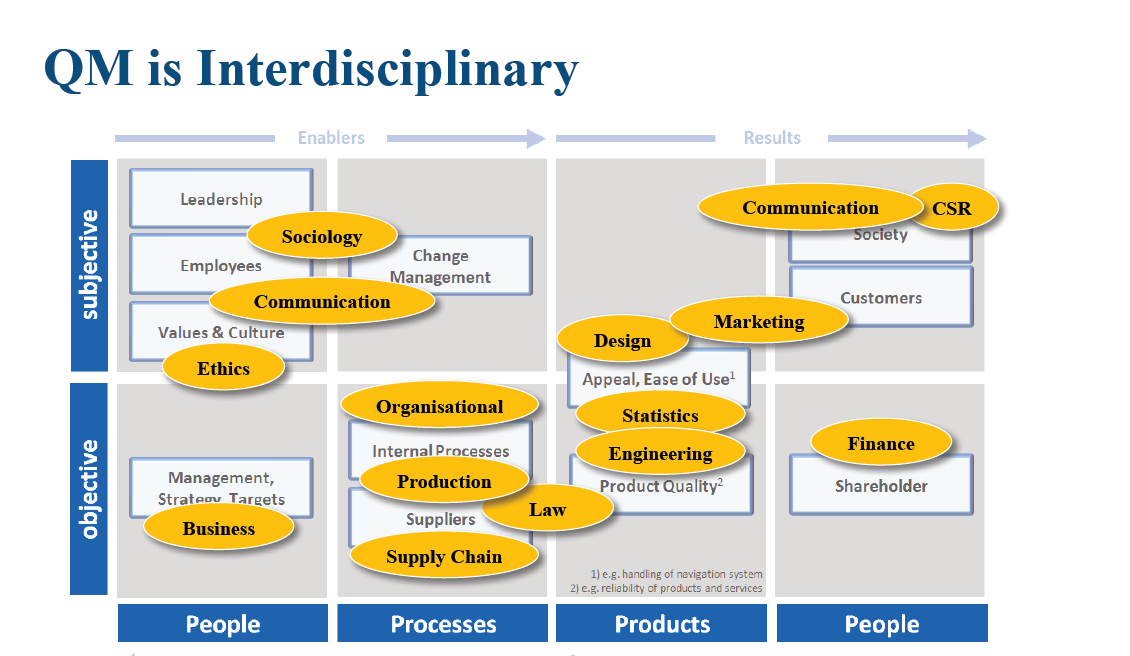 QM is Interdisciplinary
Enablers
Results
subjective
Leadership
Sociology
Employees
Communication
Values & Culture
Ethics
Change
Management
Communication
CSR
Society
Customers
Marketing
Design
Appeal, Ease of Use¹
objective
Management,
Strategy, Targets
Business
Organisational
Internal Processes
Production
Suppliers
Law
Supply Chain
Statistics
Engineering
Product Quality²
Finance
Shareholder
1) e.g. handling of navigation system
2) e.g. reliability of products and services
People
Processes
Products
People